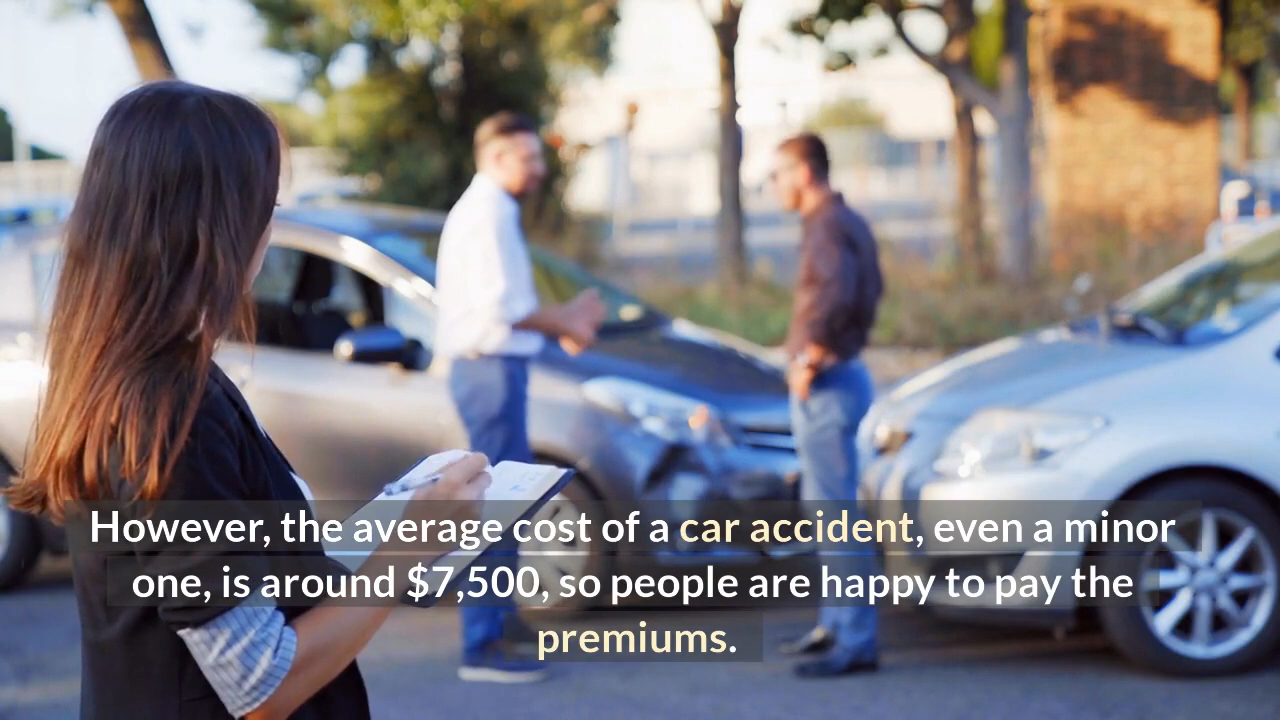 However, the average cost of a car accident, even a minor
one, is around $7,500, so people are happy to pay the
premiums.